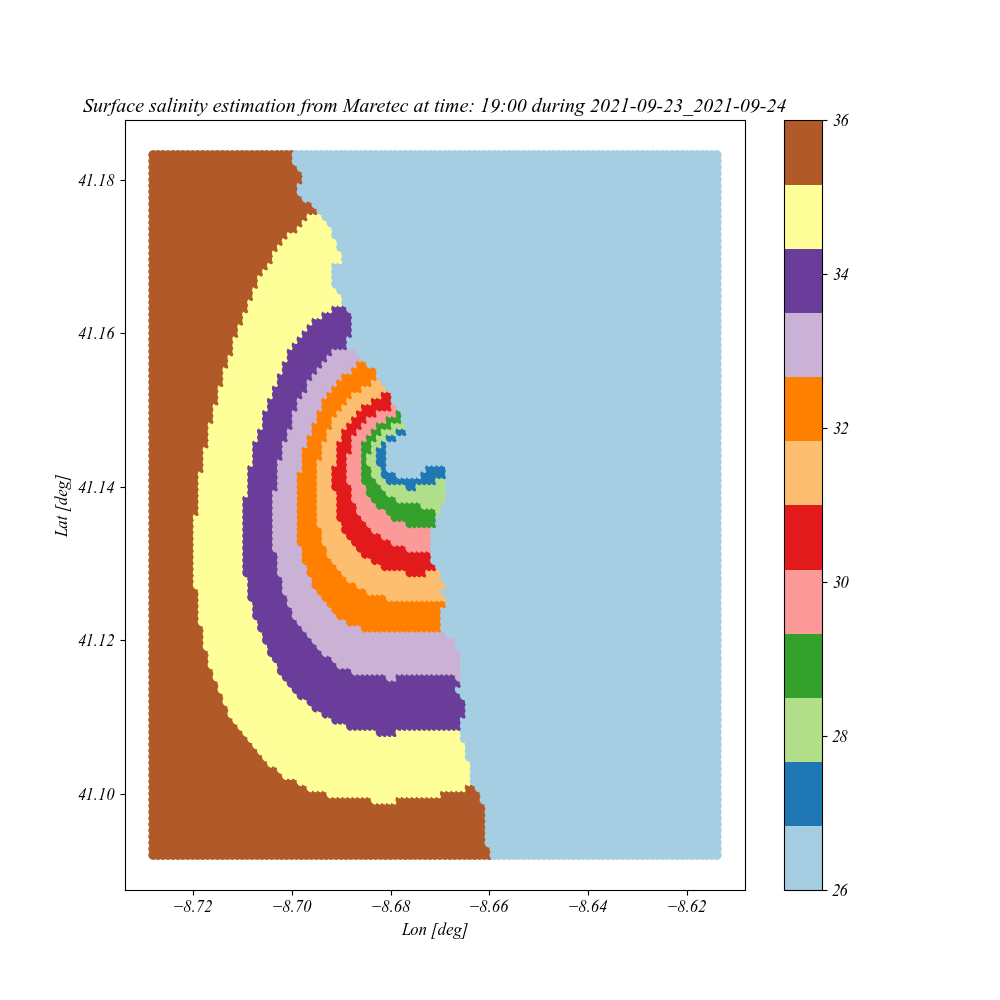 Surface salinity estimation from Maretec at time: 19:00 during 2021-09-23_2021-09-24
36
41.18
34
41.16
32
41.14
Lat [deg]
30
41.12
28
41.10
26
−8.72 −8.70 −8.68 −8.66 −8.64 −8.62
Lon [deg]